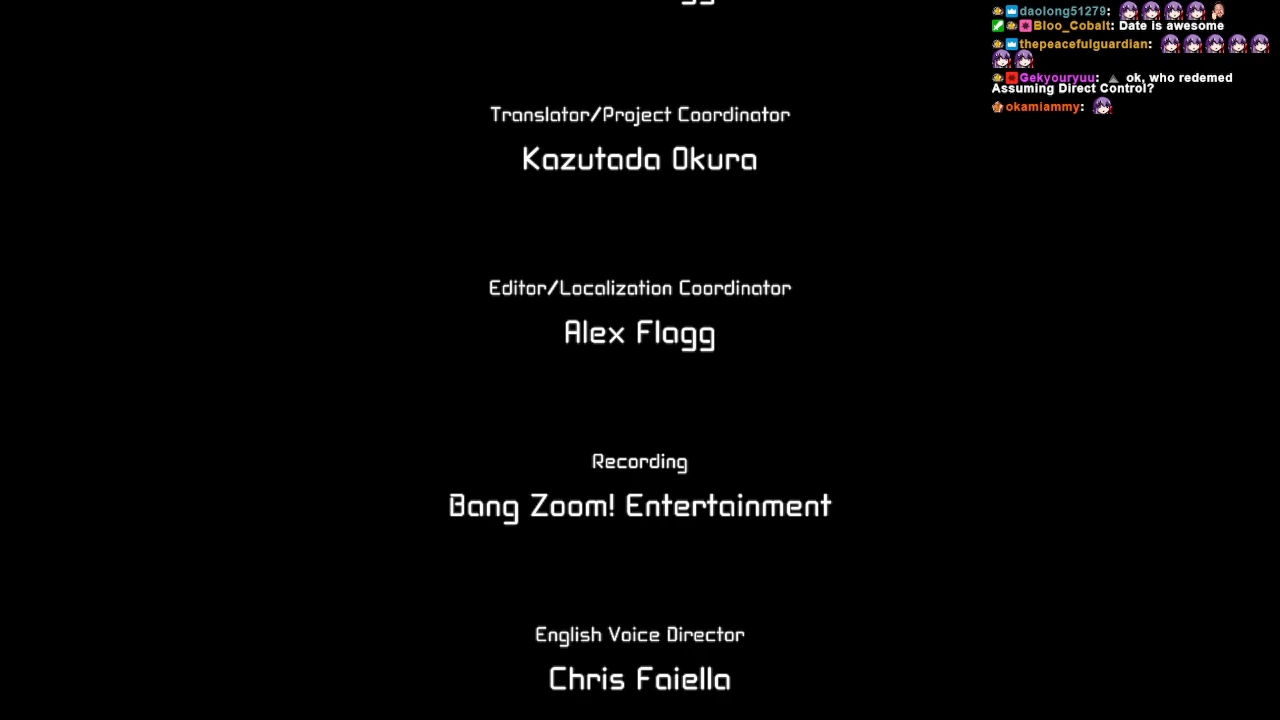 Translator/Project Coordinator
Kazutada Okura
Editor/Localization Coordinator
Alex Flagg
Recording
Bang Zoom! Entertainment
English Voice Director
Chris Faiella
daolong51279:
Bloo_Cobalt: Date is awesome
thepeacefulguardian:
Gekyouryuu: ok, who redeemed
Assuming Direct Control?
okamiammy: